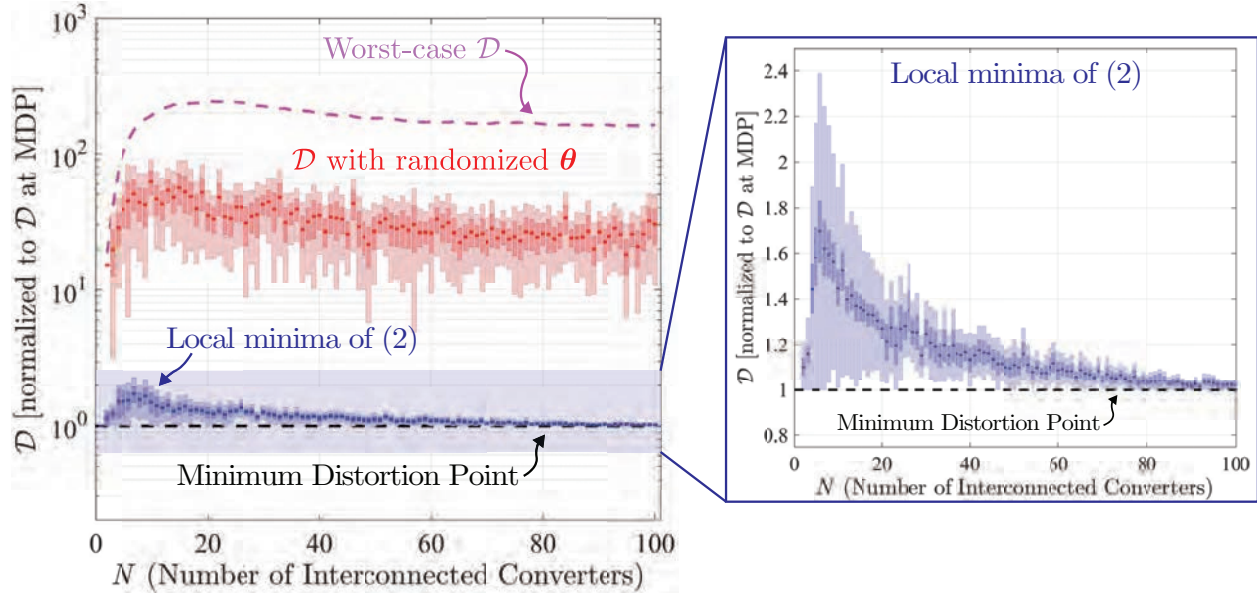 10³
10²
10¹
10⁰
𝒟 [normalized to 𝒟 at MDP]
Worst-case 𝒟
𝒟 with randomized θ
Local minima of (2)
Minimum Distortion Point
0 20 40 60 80 100
N (Number of Interconnected Converters)
Local minima of (2)
2.4
2.2
2
1.8
1.6
1.4
1.2
1
0.8
𝒟 [normalized to 𝒟 at MDP]
Minimum Distortion Point
0 20 40 60 80 100
N (Number of Interconnected Converters)